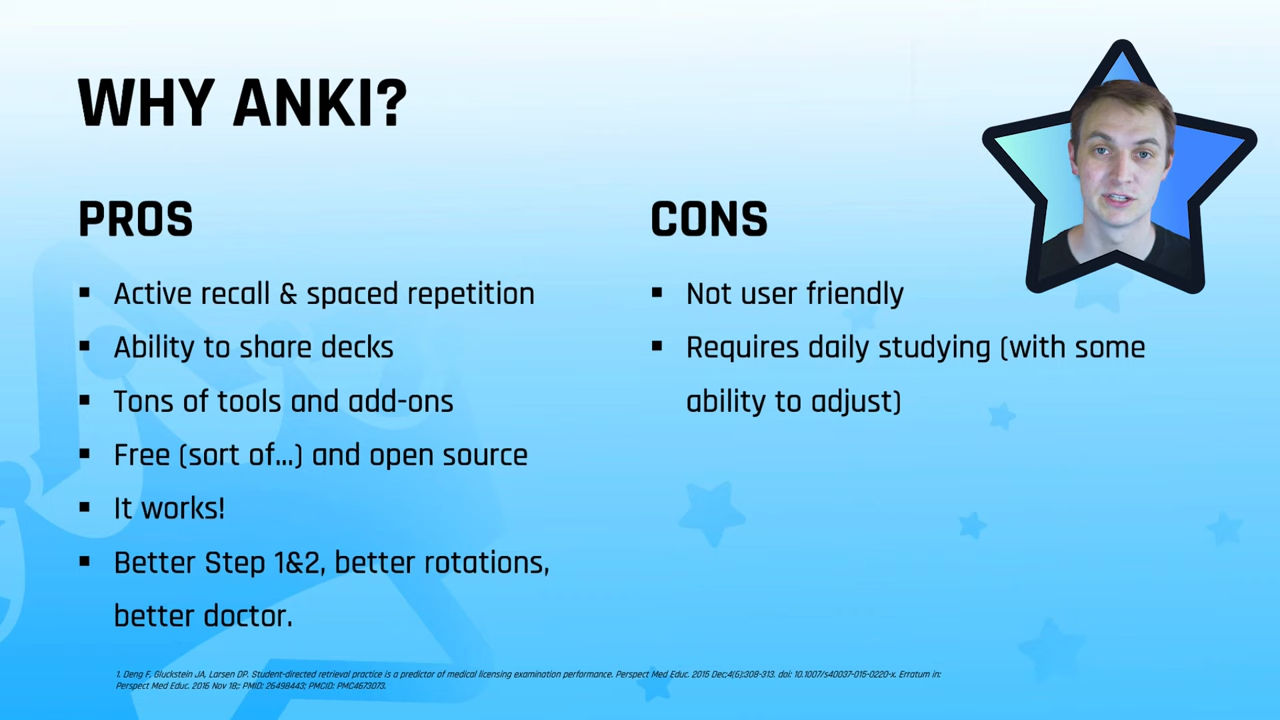 WHY ANKI?
PROS
▪ Active recall & spaced repetition
▪ Ability to share decks
▪ Tons of tools and add-ons
▪ Free (sort of...) and open source
▪ It works!
▪ Better Step 1&2, better rotations,
better doctor.
CONS
▪ Not user friendly
▪ Requires daily studying (with some
ability to adjust)
1. Deng F, Gluckstein JA, Larsen DP. Student-directed retrieval practice is a predictor of medical licensing examination performance. Perspect Med Educ. 2015 Dec;4(6):308-313. doi: 10.1007/s40037-015-0220-x. Erratum in:
Perspect Med Educ. 2016 Nov 18;: PMID: 26498443; PMCID: PMC4673073.